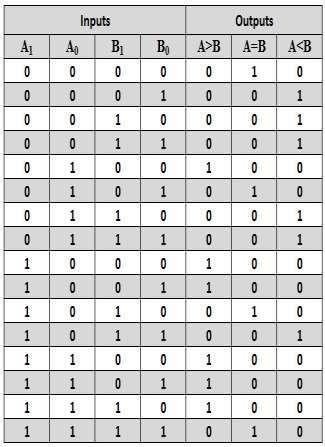 Inputs Outputs
A1 A0 B1 B0 A>B A=B A<B
0 0 0 0 0 1 0
0 0 0 1 0 0 1
0 0 1 0 0 0 1
0 0 1 1 0 0 1
0 1 0 0 1 0 0
0 1 0 1 0 1 0
0 1 1 0 0 0 1
0 1 1 1 0 0 1
1 0 0 0 1 0 0
1 0 0 1 1 0 0
1 0 1 0 0 1 0
1 0 1 1 0 0 1
1 1 0 0 1 0 0
1 1 0 1 1 0 0
1 1 1 0 1 0 0
1 1 1 1 0 1 0